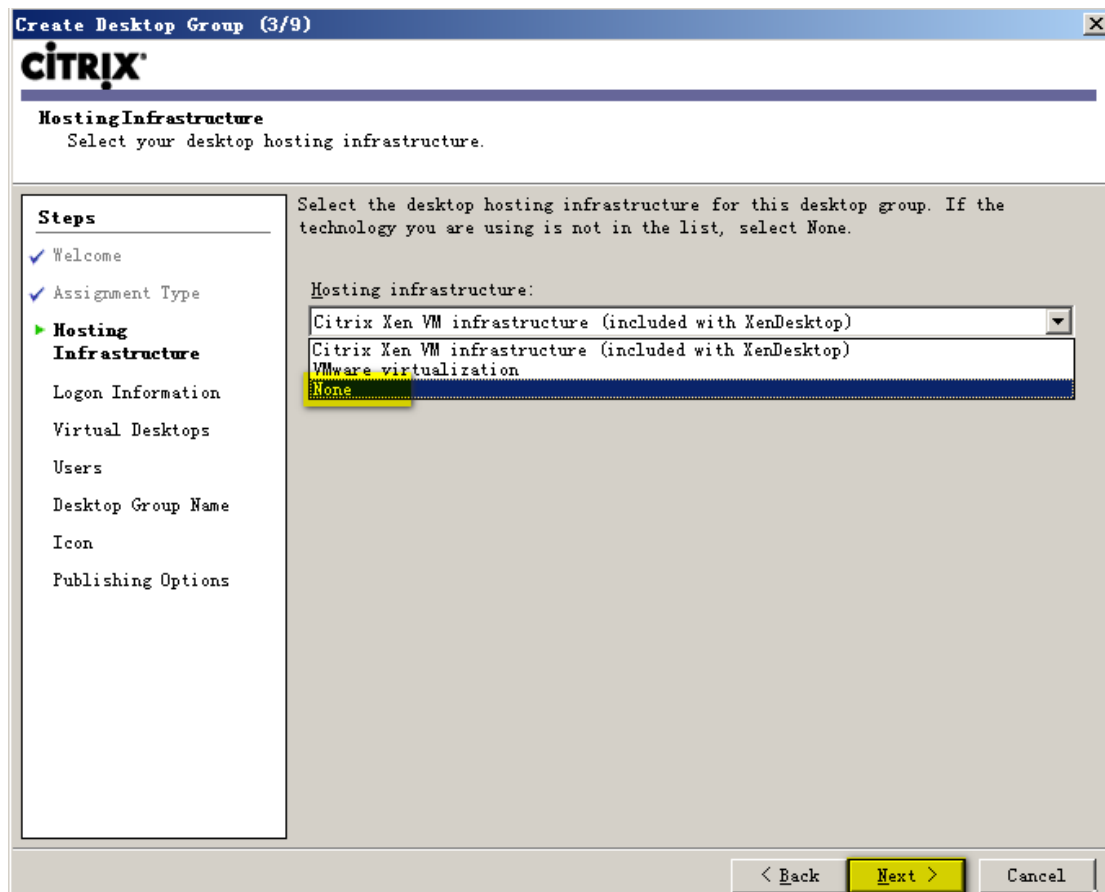 Create Desktop Group (3/9)
CITRIX
HostingInfrastructure
Select your desktop hosting infrastructure.
Steps
Welcome
Assignment Type
Hosting
Infrastructure
Logon Information
Virtual Desktops
Users
Desktop Group Name
Icon
Publishing Options
Select the desktop hosting infrastructure for this desktop group. If the
technology you are using is not in the list, select None.
Hosting infrastructure:
Citrix Xen VM infrastructure (included with XenDesktop)
Citrix Xen VM infrastructure (included with XenDesktop)
VMware virtualization
None
< Back Next > Cancel